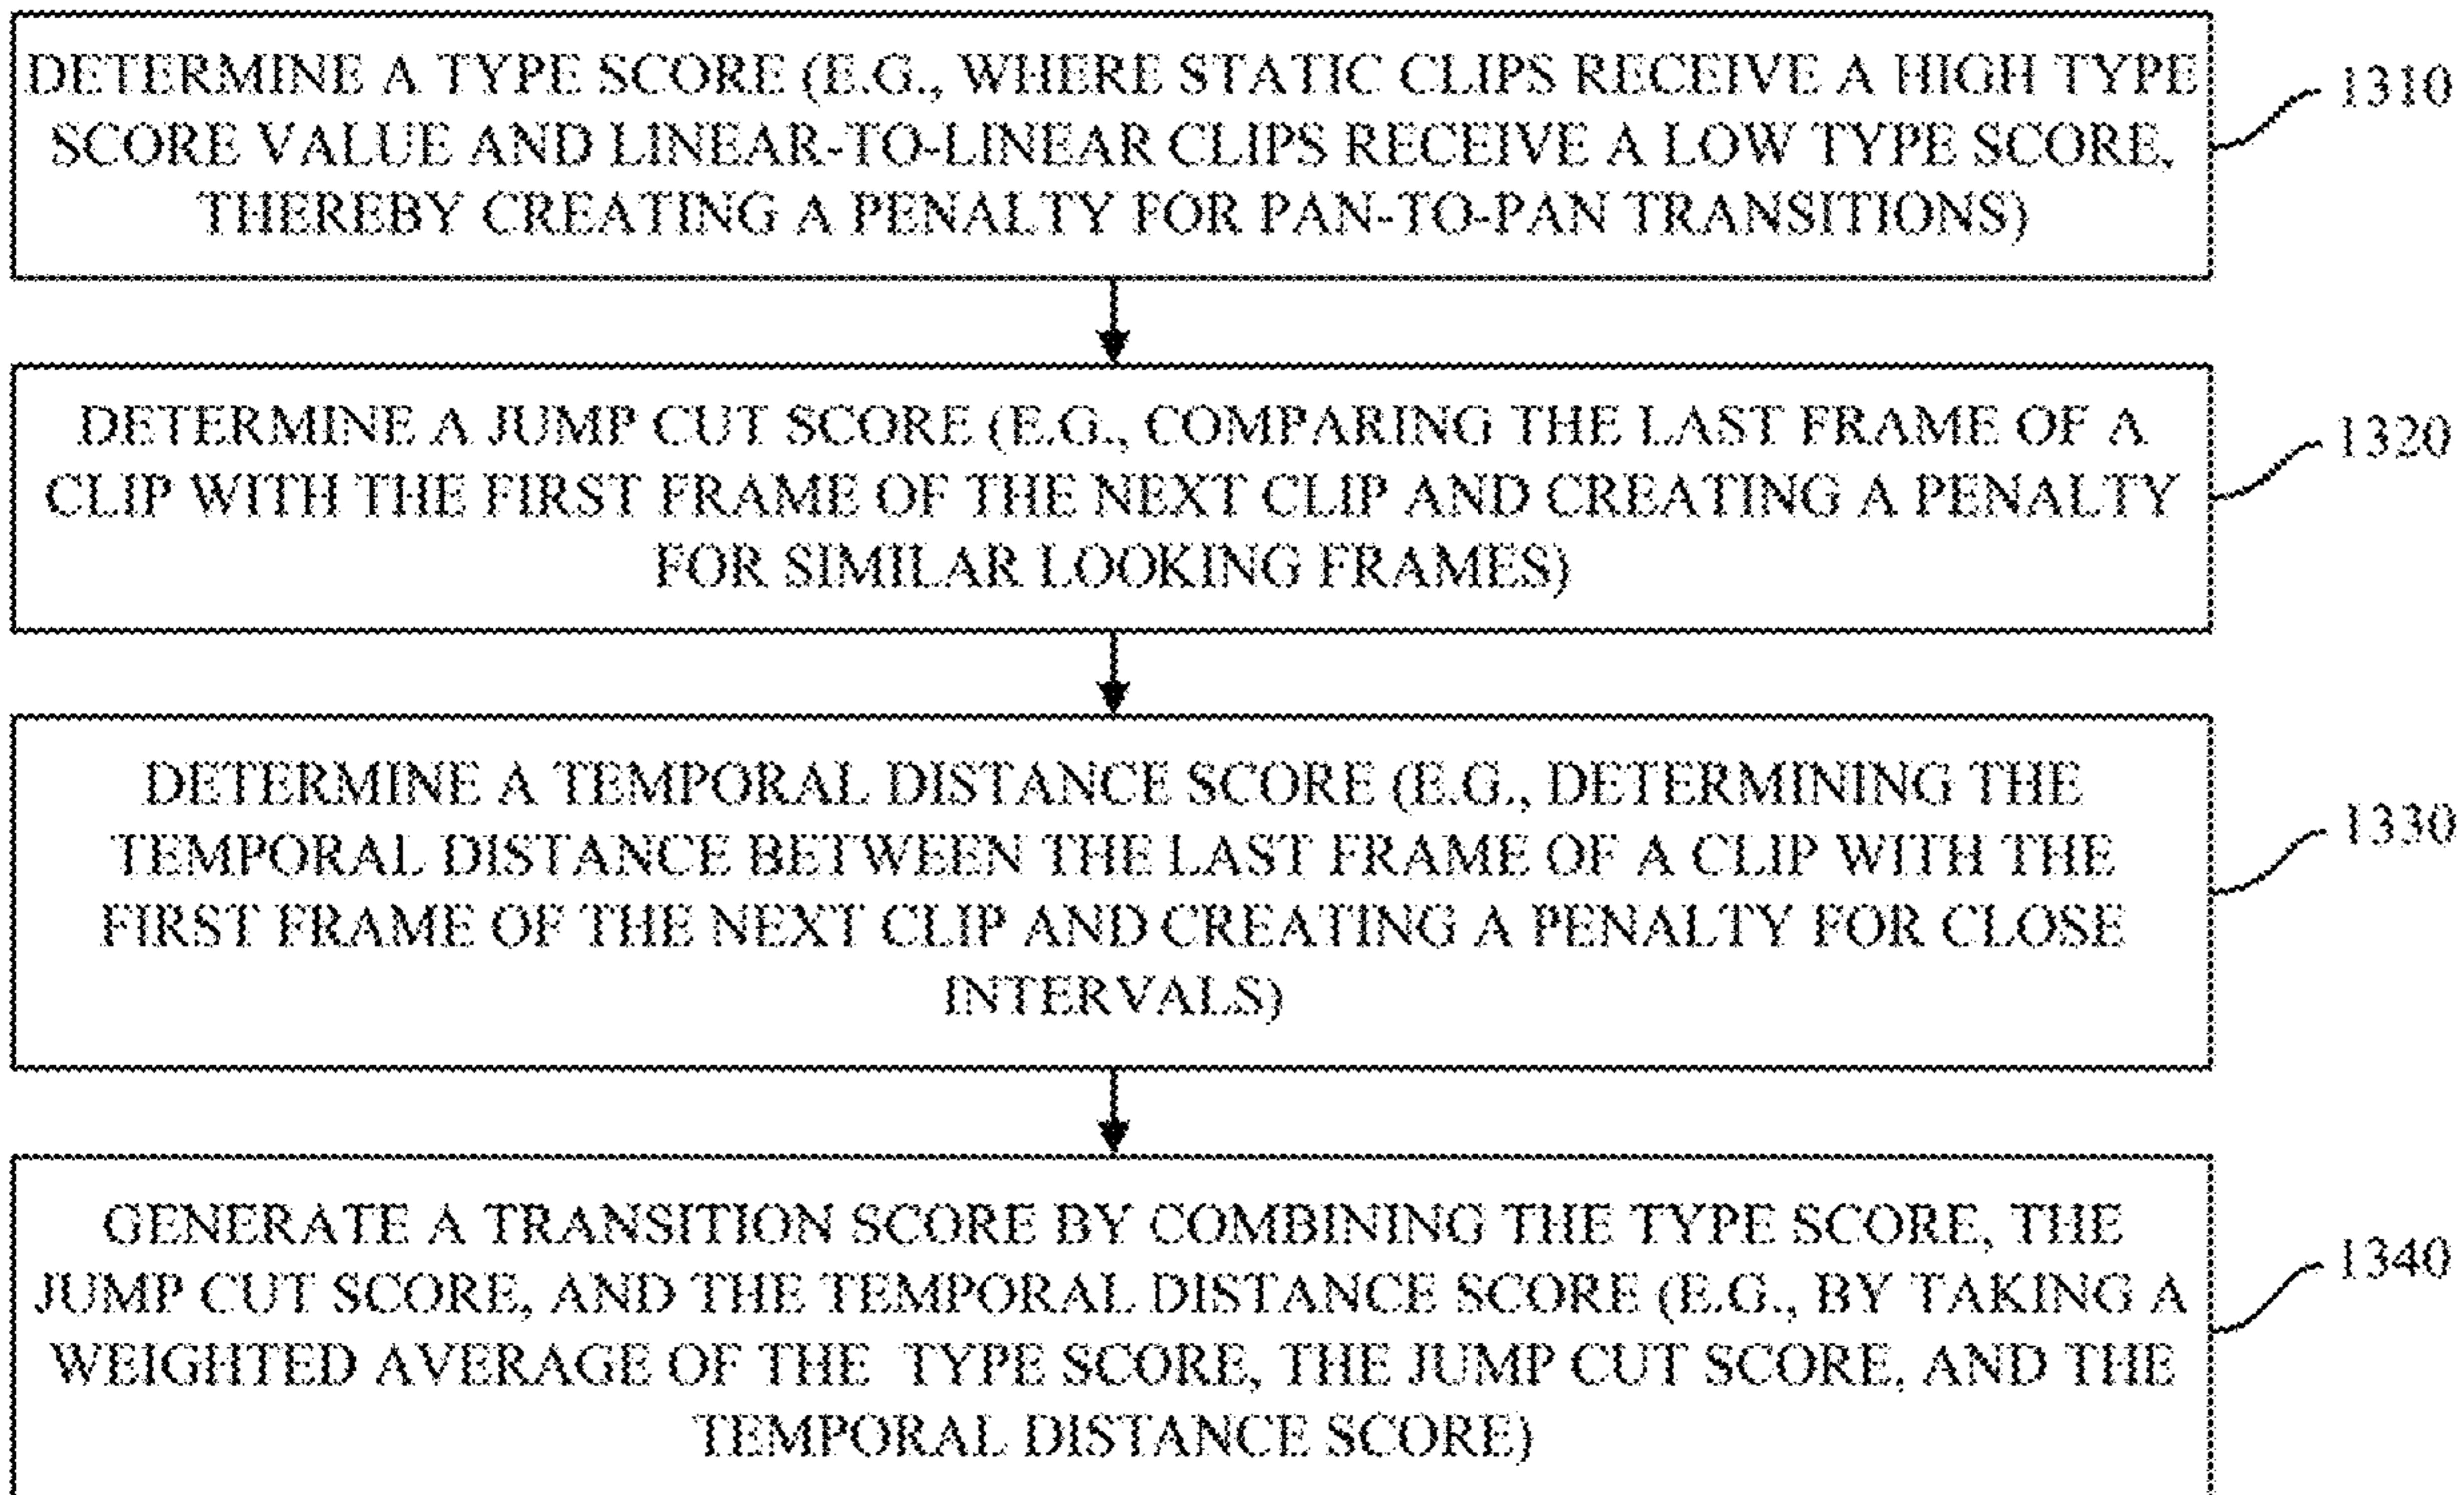 DETERMINE A TYPE SCORE (E.G., WHERE STATIC CLIPS RECEIVE A HIGH TYPE
SCORE VALUE AND LINEAR-TO-LINEAR CLIPS RECEIVE A LOW TYPE SCORE,
THEREBY CREATING A PENALTY FOR PAN-TO-PAN TRANSITIONS)
1310
DETERMINE A JUMP CUT SCORE (E.G., COMPARING THE LAST FRAME OF A
CLIP WITH THE FIRST FRAME OF THE NEXT CLIP AND CREATING A PENALTY
FOR SIMILAR LOOKING FRAMES)
1320
DETERMINE A TEMPORAL DISTANCE SCORE (E.G., DETERMINING THE
TEMPORAL DISTANCE BETWEEN THE LAST FRAME OF A CLIP WITH THE
FIRST FRAME OF THE NEXT CLIP AND CREATING A PENALTY FOR CLOSE
INTERVALS)
1330
GENERATE A TRANSITION SCORE BY COMBINING THE TYPE SCORE, THE
JUMP CUT SCORE, AND THE TEMPORAL DISTANCE SCORE (E.G., BY TAKING A
WEIGHTED AVERAGE OF THE TYPE SCORE, THE JUMP CUT SCORE, AND THE
TEMPORAL DISTANCE SCORE)
1340